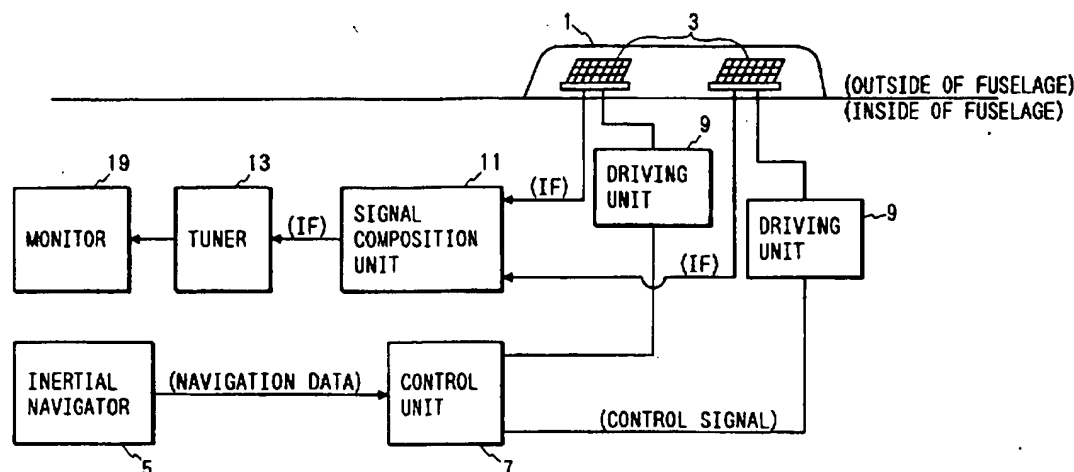 1
3
(OUTSIDE OF FUSELAGE)
(INSIDE OF FUSELAGE)
9
DRIVING
UNIT
9
DRIVING
UNIT
19
MONITOR
13
TUNER
(IF)
11
SIGNAL
COMPOSITION
UNIT
(IF)
(IF)
INERTIAL
NAVIGATOR
5
(NAVIGATION DATA)
CONTROL
UNIT
7
(CONTROL SIGNAL)